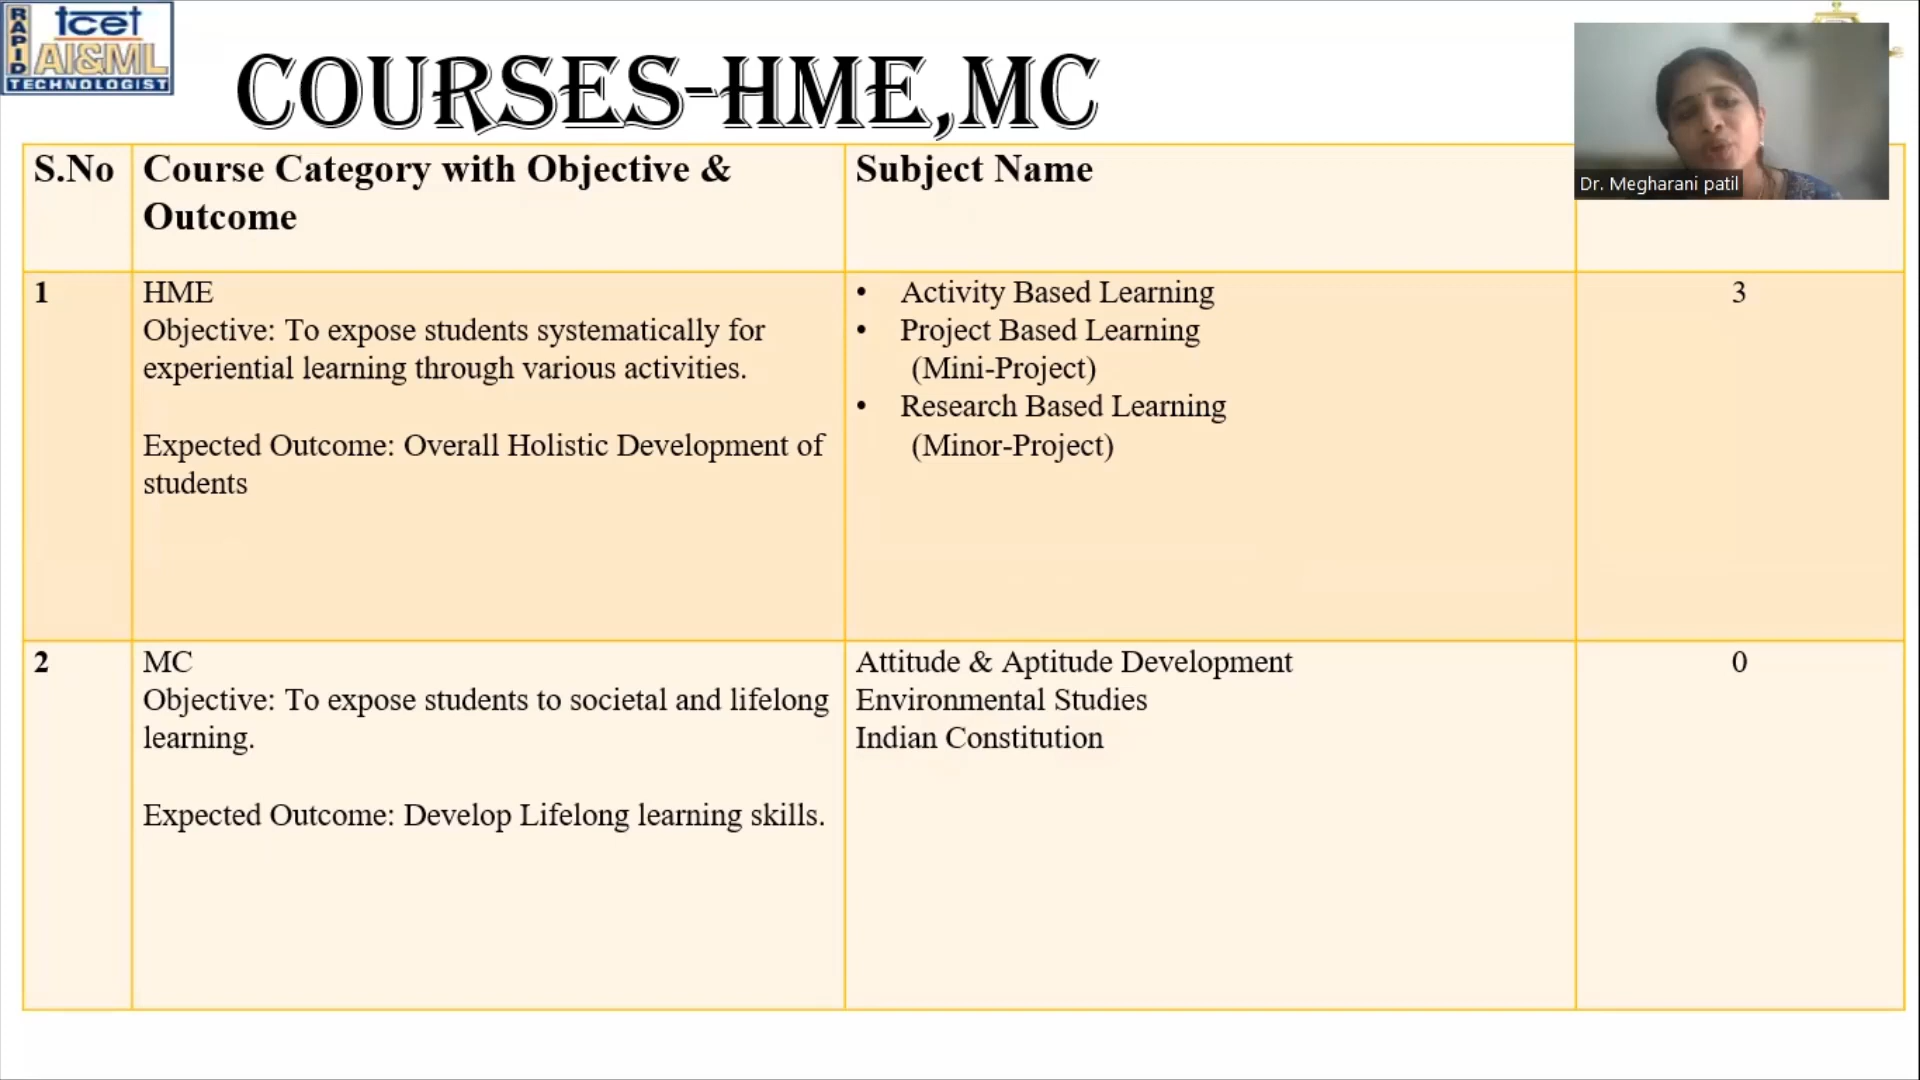 RAPID
tcet
AI&ML
TECHNOLOGIST
COURSES-HME,MC
Dr. Megharani patil
S.No
Course Category with Objective &
Outcome
Subject Name
1
HME
Objective: To expose students systematically for
experiential learning through various activities.
Expected Outcome: Overall Holistic Development of
students
• Activity Based Learning
• Project Based Learning
(Mini-Project)
• Research Based Learning
(Minor-Project)
3
2
MC
Objective: To expose students to societal and lifelong
learning.
Expected Outcome: Develop Lifelong learning skills.
Attitude & Aptitude Development
Environmental Studies
Indian Constitution
0